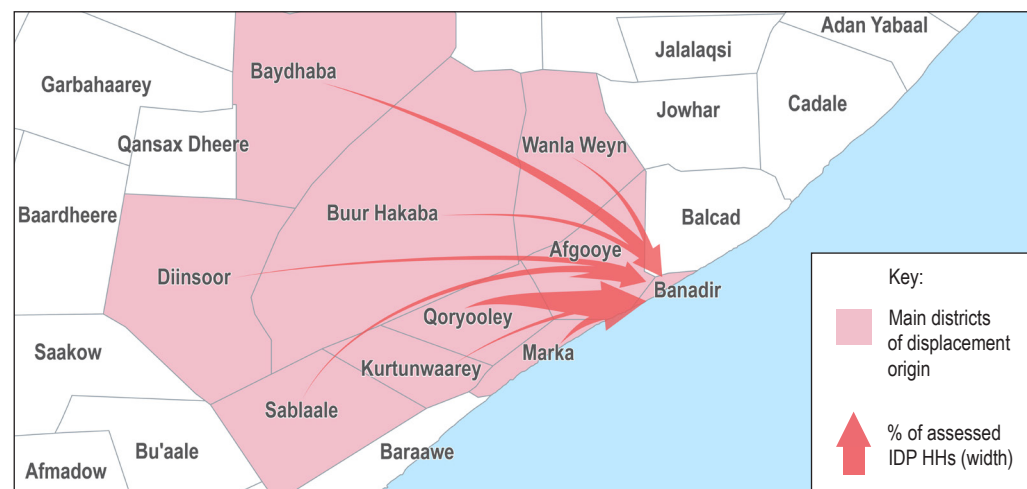 Adan Yabaal
Jalalaqsi
Baydhaba
Garbahaarey
Cadale
Jowhar
Qansax Dheere
Wanla Weyn
Baardheere
Buur Hakaba
Balcad
Afgooye
Diinsoor
Banadir
Qoryooley
Saakow
Marka
Kurtunwaarey
Sablaale
Bu'aale
Baraawe
Afmadow
Key:
Main districts
of displacement
origin
% of assessed
IDP HHs (width)